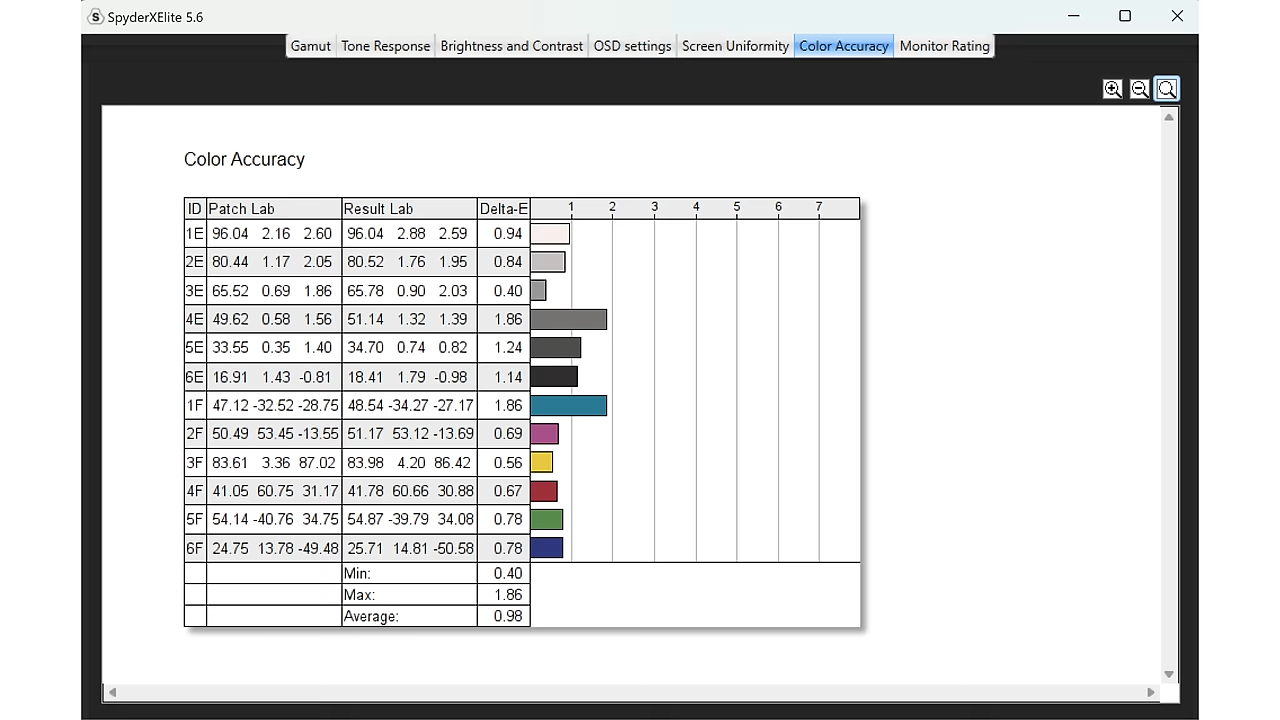 SpyderXElite 5.6
Gamut Tone Response Brightness and Contrast OSD settings Screen Uniformity Color Accuracy Monitor Rating
Color Accuracy
ID Patch Lab Result Lab Delta-E 1 2 3 4 5 6 7
1E 96.04 2.16 2.60 96.04 2.88 2.59 0.94
2E 80.44 1.17 2.05 80.52 1.76 1.95 0.84
3E 65.52 0.69 1.86 65.78 0.90 2.03 0.40
4E 49.62 0.58 1.56 51.14 1.32 1.39 1.86
5E 33.55 0.35 1.40 34.70 0.74 0.82 1.24
6E 16.91 1.43 -0.81 18.41 1.79 -0.98 1.14
1F 47.12 -32.52 -28.75 48.54 -34.27 -27.17 1.86
2F 50.49 53.45 -13.55 51.17 53.12 -13.69 0.69
3F 83.61 3.36 87.02 83.98 4.20 86.42 0.56
4F 41.05 60.75 31.17 41.78 60.66 30.88 0.67
5F 54.14 -40.76 34.75 54.87 -39.79 34.08 0.78
6F 24.75 13.78 -49.48 25.71 14.81 -50.58 0.78
Min: 0.40
Max: 1.86
Average: 0.98